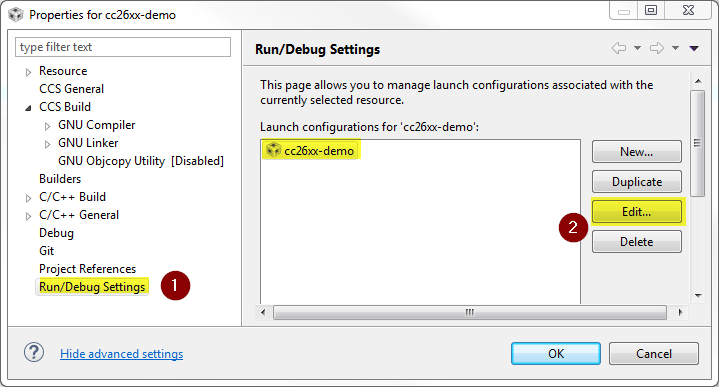 Properties for cc26xx-demo
type filter text
Resource
CCS General
CCS Build
GNU Compiler
GNU Linker
GNU Objcopy Utility [Disabled]
Builders
C/C++ Build
C/C++ General
Debug
Git
Project References
Run/Debug Settings
1
Run/Debug Settings
This page allows you to manage launch configurations associated with the
currently selected resource.
Launch configurations for 'cc26xx-demo':
cc26xx-demo
New...
Duplicate
Edit...
2
Delete
?
Hide advanced settings
OK
Cancel